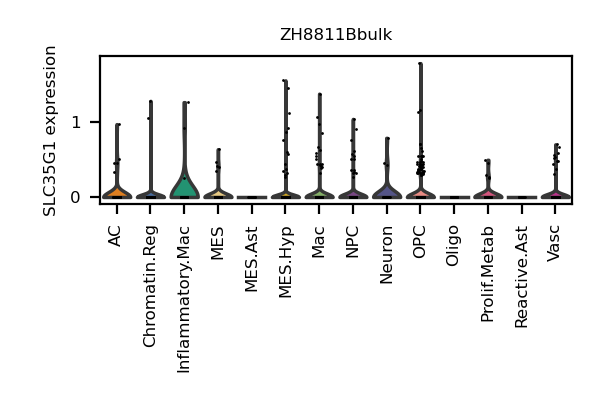 ZH8811Bbulk
SLC35G1 expression
1
0
AC
Chromatin.Reg
Inflammatory.Mac
MES
MES.Ast
MES.Hyp
Mac
NPC
Neuron
OPC
Oligo
Prolif.Metab
Reactive.Ast
Vasc